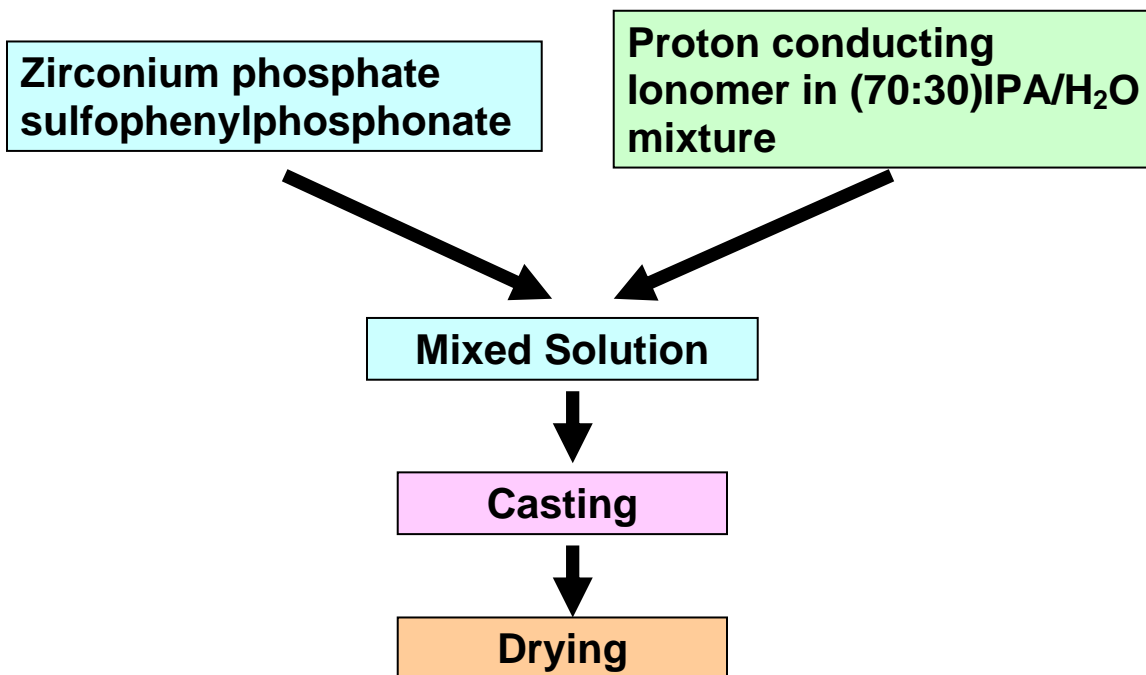 Zirconium phosphate
sulfophenylphosphonate
Proton conducting
Ionomer in (70:30)IPA/H₂O
mixture
Mixed Solution
Casting
Drying